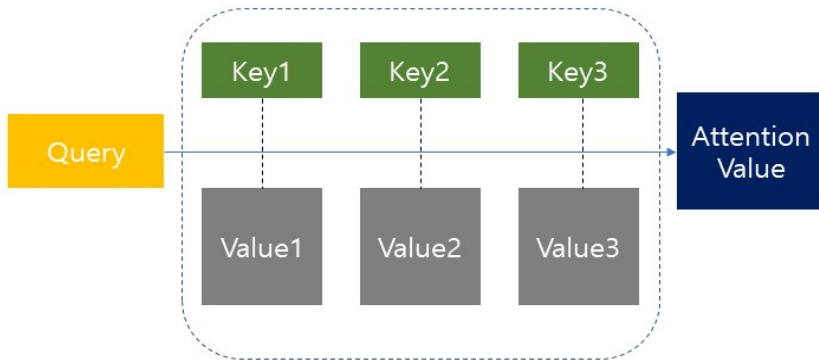 Key1 Key2 Key3
Query
Attention
Value
Value1 Value2 Value3